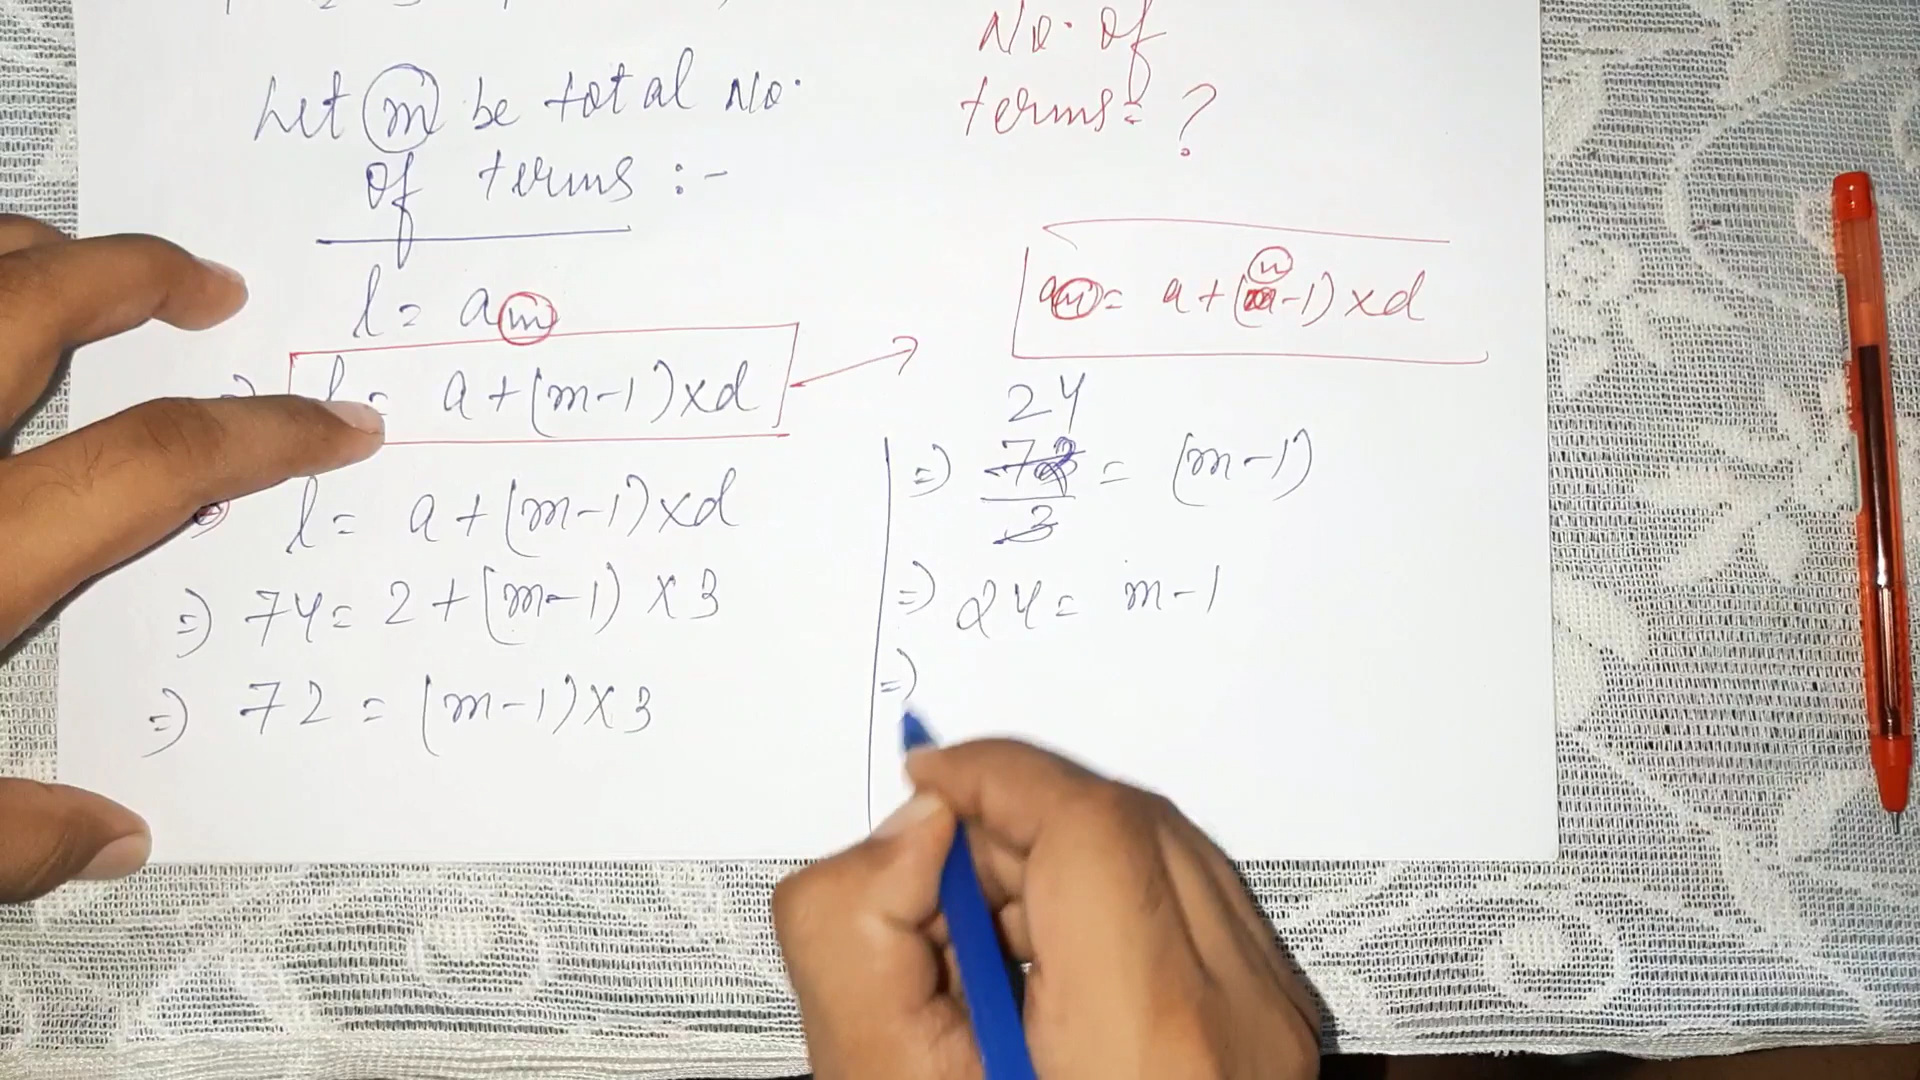 Let m be total No.
of terms :-
l = am
=) l = a + (m-1) x d
l = a + (m-1) x d
=) 74 = 2 + (m-1) x 3
=) 72 = (m-1) x 3
No. of
terms = ?
an = a + (n-1) x d
24
=) 72/3 = (m-1)
=) 24 = m-1
=)